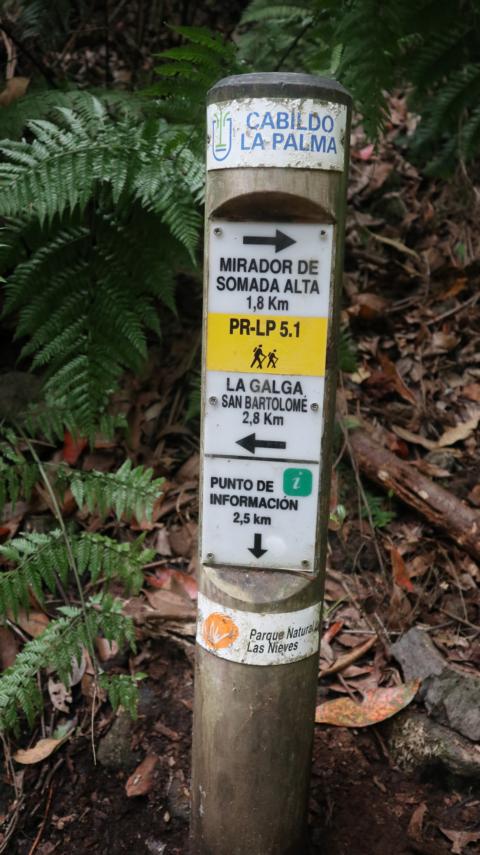 CABILDO
LA PALMA
MIRADOR DE
SOMADA ALTA
1,8 Km
PR-LP 5.1
LA GALGA
SAN BARTOLOMÉ
2,8 Km
i
PUNTO DE
INFORMACIÓN
2,5 km
Parque Natural
Las Nieves